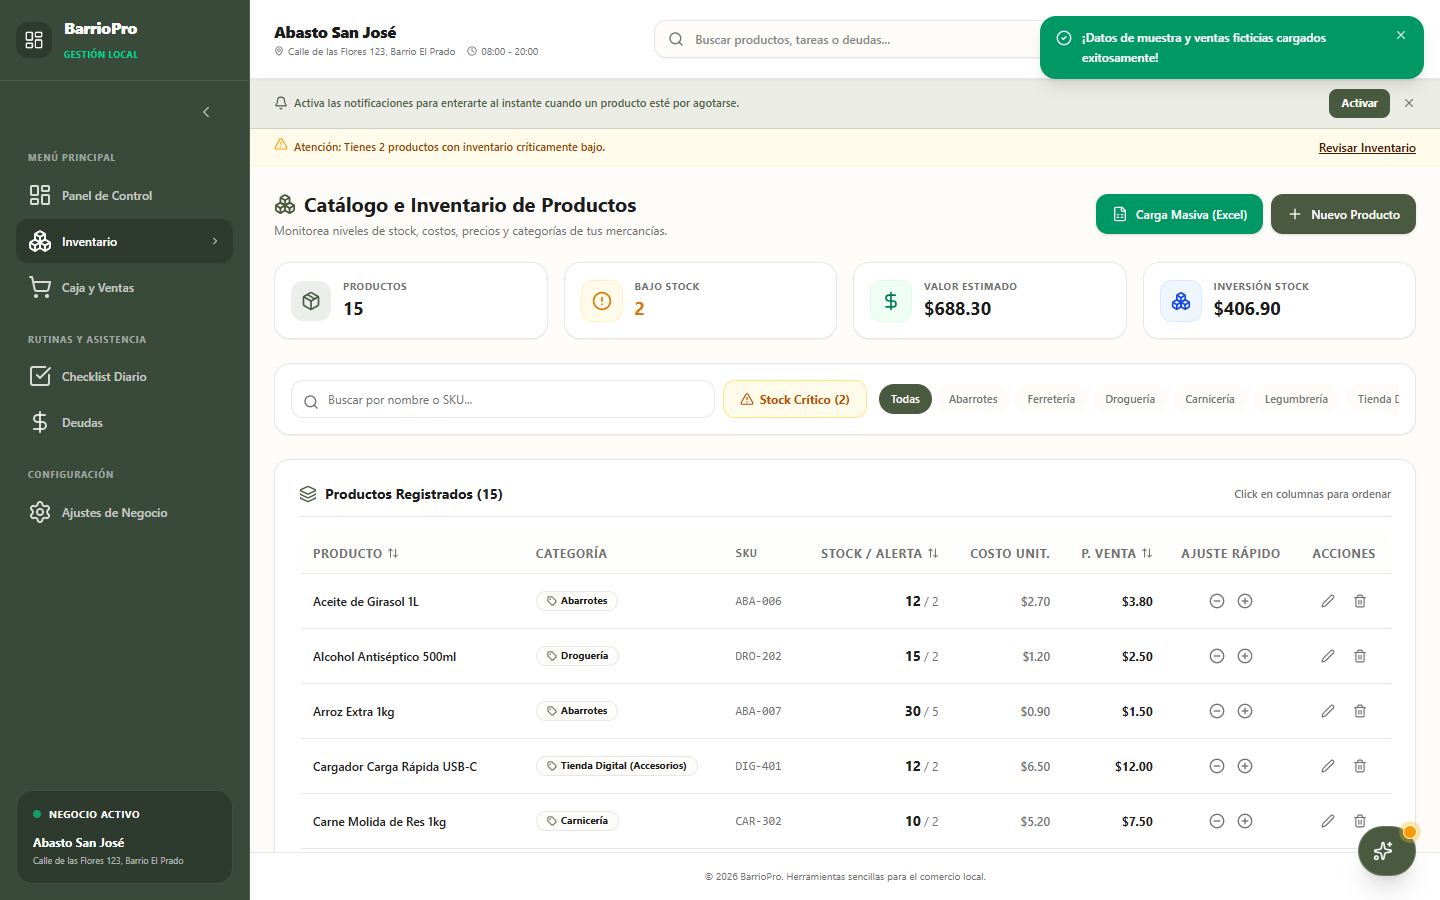 BarrioPro
GESTIÓN LOCAL
MENÚ PRINCIPAL
Panel de Control
Inventario
Caja y Ventas
RUTINAS Y ASISTENCIA
Checklist Diario
Deudas
CONFIGURACIÓN
Ajustes de Negocio
NEGOCIO ACTIVO
Abasto San José
Calle de las Flores 123, Barrio El Prado
Abasto San José
Calle de las Flores 123, Barrio El Prado 08:00 - 20:00
Buscar productos, tareas o deudas...
¡Datos de muestra y ventas ficticias cargados
exitosamente!
Activa las notificaciones para enterarte al instante cuando un producto esté por agotarse.
Activar
Atención: Tienes 2 productos con inventario críticamente bajo.
Revisar Inventario
Catálogo e Inventario de Productos
Monitorea niveles de stock, costos, precios y categorías de tus mercancías.
Carga Masiva (Excel)
Nuevo Producto
PRODUCTOS
15
BAJO STOCK
2
VALOR ESTIMADO
$688.30
INVERSIÓN STOCK
$406.90
Buscar por nombre o SKU...
Stock Crítico (2)
Todas Abarrotes Ferretería Droguería Carnicería Legumbrería Tienda D
Productos Registrados (15)
Click en columnas para ordenar
PRODUCTO CATEGORÍA SKU STOCK / ALERTA COSTO UNIT. P. VENTA AJUSTE RÁPIDO ACCIONES
Aceite de Girasol 1L Abarrotes ABA-006 12 / 2 $2.70 $3.80
Alcohol Antiséptico 500ml Droguería DRO-202 15 / 2 $1.20 $2.50
Arroz Extra 1kg Abarrotes ABA-007 30 / 5 $0.90 $1.50
Cargador Carga Rápida USB-C Tienda Digital (Accesorios) DIG-401 12 / 2 $6.50 $12.00
Carne Molida de Res 1kg Carnicería CAR-302 10 / 2 $5.20 $7.50
© 2026 BarrioPro. Herramientas sencillas para el comercio local.